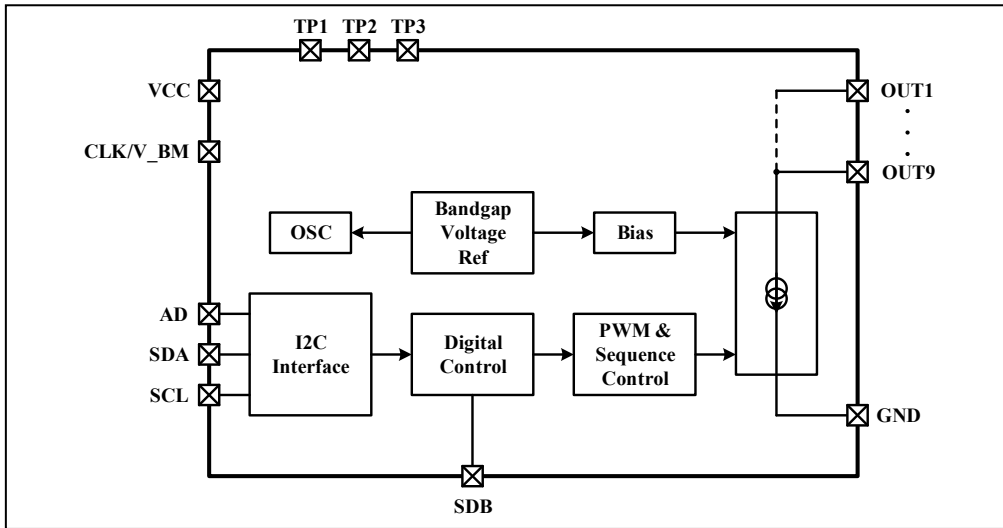 TP1 TP2 TP3
VCC
OUT1
CLK/V_BM
OUT9
OSC
Bandgap
Voltage
Ref
Bias
AD
SDA
SCL
I2C
Interface
Digital
Control
PWM &
Sequence
Control
GND
SDB